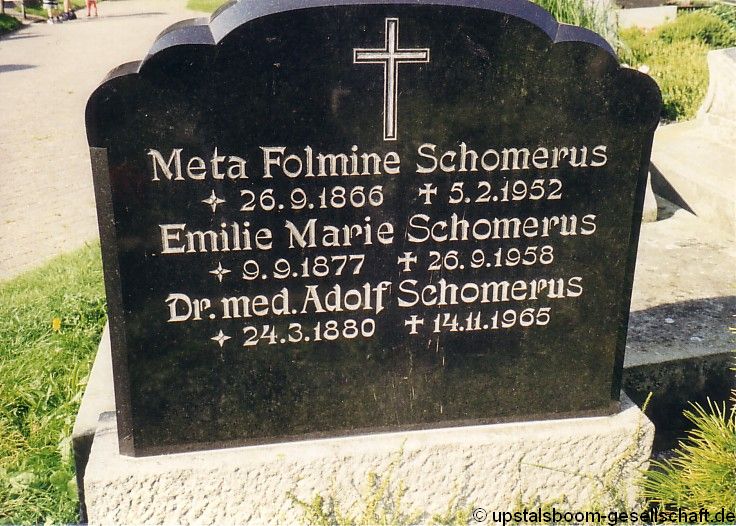 Meta Folmine Schomerus
✦ 26.9.1866 ✝ 5.2.1952
Emilie Marie Schomerus
✦ 9.9.1877 ✝ 26.9.1958
Dr. med. Adolf Schomerus
✦ 24.3.1880 ✝ 14.11.1965
© upstalsboom-gesellschaft.de